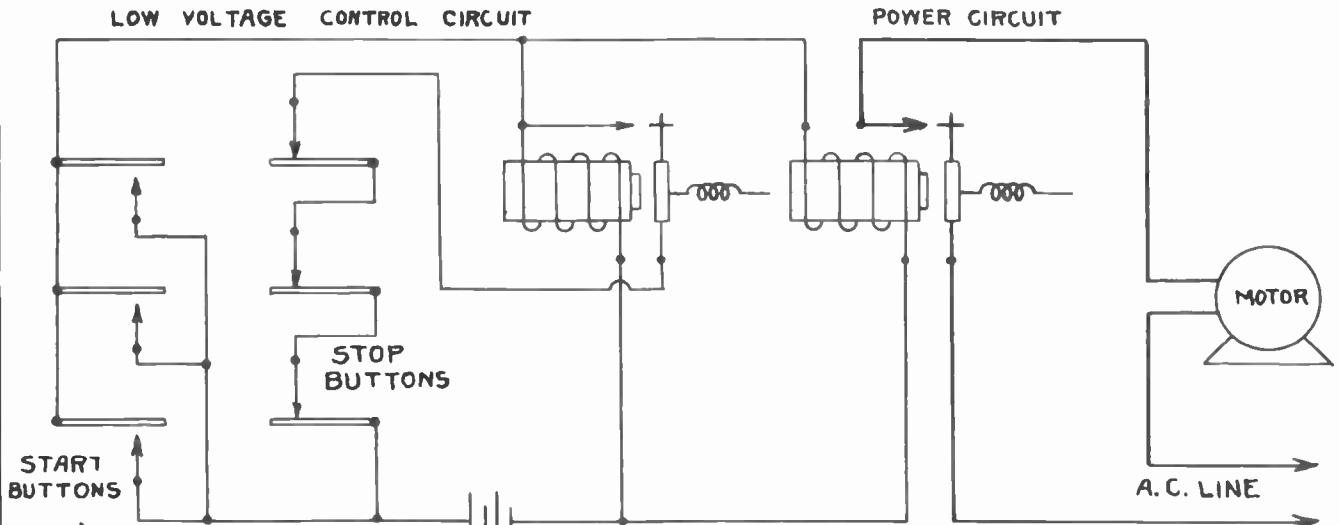 LOW VOLTAGE CONTROL CIRCUIT
POWER CIRCUIT
MOTOR
STOP
BUTTONS
START
BUTTONS
A.C. LINE